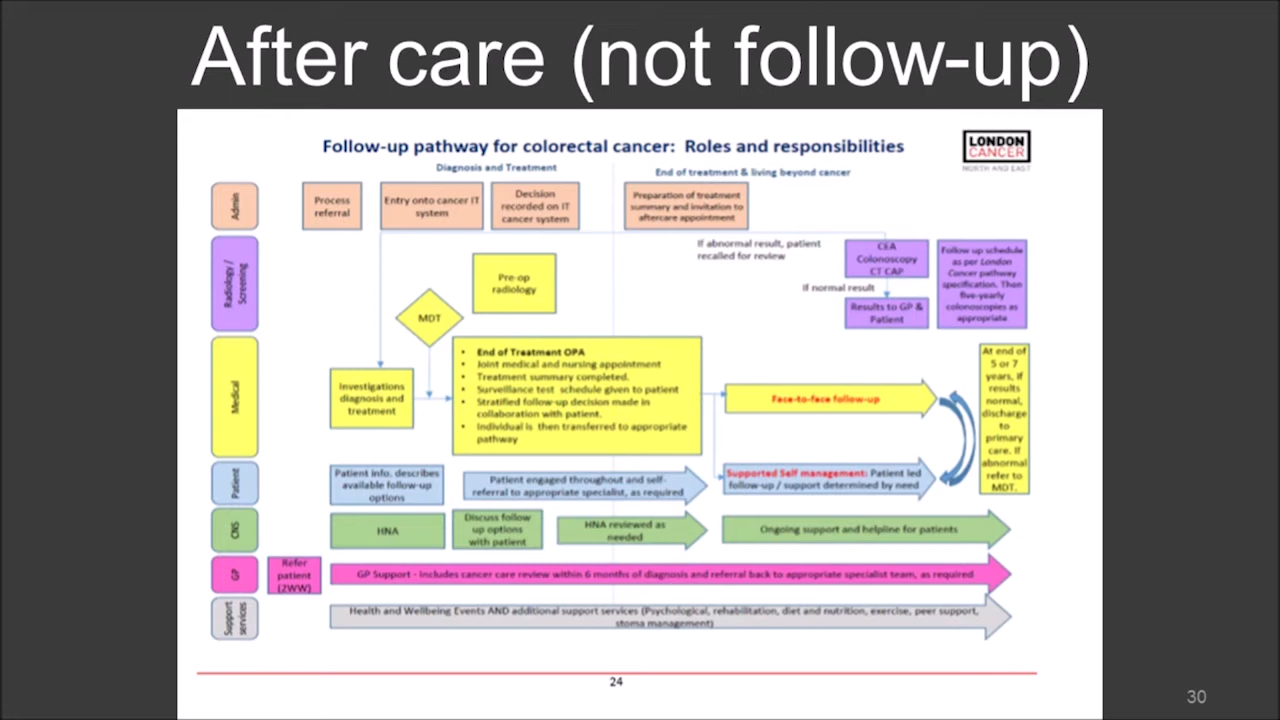 After care (not follow-up)
Follow-up pathway for colorectal cancer: Roles and responsibilities
LONDON
CANCER
NORTH AND EAST
Diagnosis and Treatment
End of treatment & living beyond cancer
Admin
Process
referral
Entry onto cancer IT
system
Decision
recorded on IT
cancer system
Preparation of treatment
summary and invitation to
aftercare appointment
Radiology /
Screening
Pre-op
radiology
MDT
If abnormal result, patient
recalled for review
CEA
Colonoscopy
CT CAP
If normal result
Results to GP &
Patient
Follow up schedule
as per London
Cancer pathway
specification. Then
five-yearly
colonoscopies as
appropriate
Medical
Investigations
diagnosis and
treatment
• End of Treatment OPA
• Joint medical and nursing appointment
• Treatment summary completed.
• Surveillance test schedule given to patient
• Stratified follow-up decision made in
collaboration with patient.
• Individual is then transferred to appropriate
pathway
Face-to-face follow-up
At end of
5 or 7
years, if
results
normal,
discharge
to
primary
care. If
abnormal
refer to
MDT.
Patient
Patient info. describes
available follow-up
options
Patient engaged throughout and self-
referral to appropriate specialist, as required
Supported Self management: Patient led
follow-up / support determined by need
CNS
HNA
Discuss follow
up options
with patient
HNA reviewed as
needed
Ongoing support and helpline for patients
GP
Refer
patient
(2WW)
GP Support - Includes cancer care review within 6 months of diagnosis and referral back to appropriate specialist team, as required
Support
services
Health and Wellbeing Events AND additional support services (Psychological, rehabilitation, diet and nutrition, exercise, peer support,
stoma management)
24
30